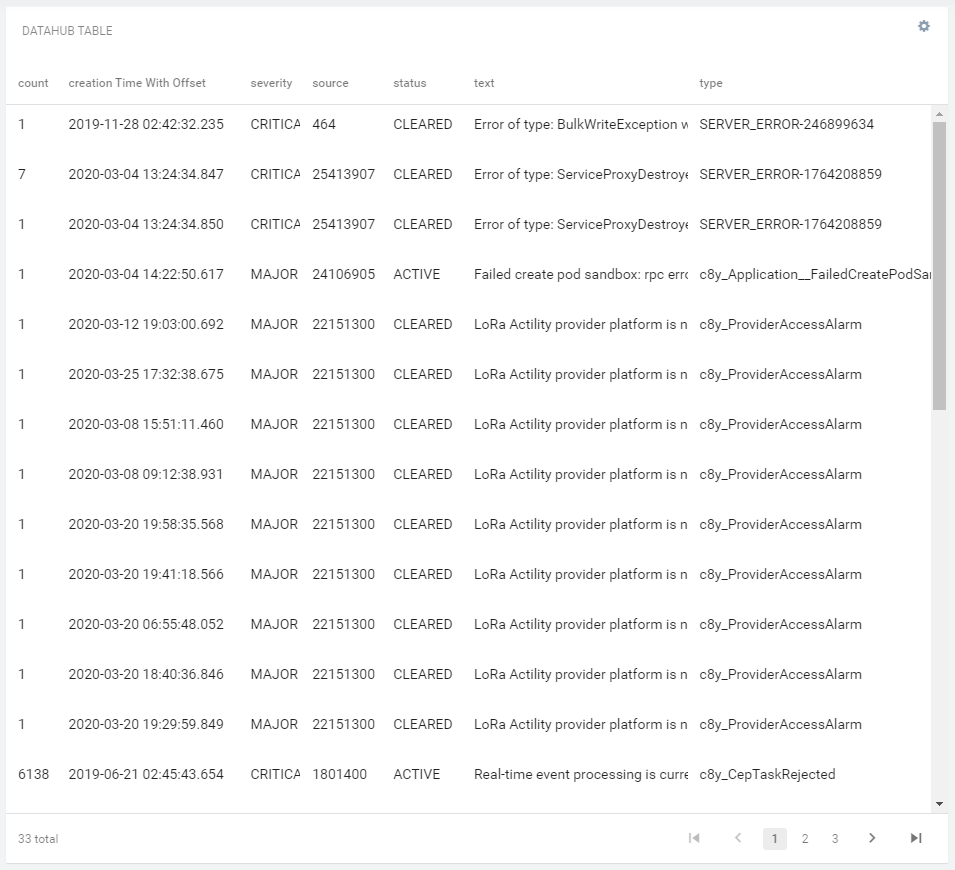 DATAHUB TABLE
count creation Time With Offset severity source status text type
1 2019-11-28 02:42:32.235 CRITICA 464 CLEARED Error of type: BulkWriteException w SERVER_ERROR-246899634
7 2020-03-04 13:24:34.847 CRITICA 25413907 CLEARED Error of type: ServiceProxyDestroye SERVER_ERROR-1764208859
1 2020-03-04 13:24:34.850 CRITICA 25413907 CLEARED Error of type: ServiceProxyDestroye SERVER_ERROR-1764208859
1 2020-03-04 14:22:50.617 MAJOR 24106905 ACTIVE Failed create pod sandbox: rpc erro c8y_Application__FailedCreatePodSa
1 2020-03-12 19:03:00.692 MAJOR 22151300 CLEARED LoRa Actility provider platform is n c8y_ProviderAccessAlarm
1 2020-03-25 17:32:38.675 MAJOR 22151300 CLEARED LoRa Actility provider platform is n c8y_ProviderAccessAlarm
1 2020-03-08 15:51:11.460 MAJOR 22151300 CLEARED LoRa Actility provider platform is n c8y_ProviderAccessAlarm
1 2020-03-08 09:12:38.931 MAJOR 22151300 CLEARED LoRa Actility provider platform is n c8y_ProviderAccessAlarm
1 2020-03-20 19:58:35.568 MAJOR 22151300 CLEARED LoRa Actility provider platform is n c8y_ProviderAccessAlarm
1 2020-03-20 19:41:18.566 MAJOR 22151300 CLEARED LoRa Actility provider platform is n c8y_ProviderAccessAlarm
1 2020-03-20 06:55:48.052 MAJOR 22151300 CLEARED LoRa Actility provider platform is n c8y_ProviderAccessAlarm
1 2020-03-20 18:40:36.846 MAJOR 22151300 CLEARED LoRa Actility provider platform is n c8y_ProviderAccessAlarm
1 2020-03-20 19:29:59.849 MAJOR 22151300 CLEARED LoRa Actility provider platform is n c8y_ProviderAccessAlarm
6138 2019-06-21 02:45:43.654 CRITICA 1801400 ACTIVE Real-time event processing is curre c8y_CepTaskRejected
33 total 1 2 3